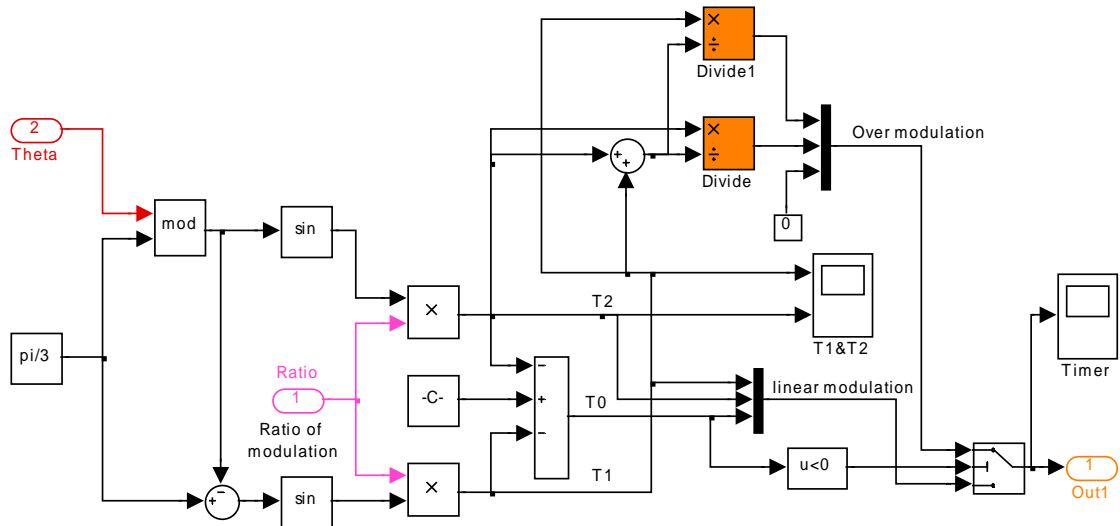 ×
÷
Divide1
2
Theta
×
÷
Divide
Over modulation
+
+
0
mod
sin
pi/3
×
T2
T1&T2
Timer
Ratio
1
Ratio of
modulation
-C-
−
+
−
T0
linear modulation
u<0
1
Out1
−
+
sin
×
T1